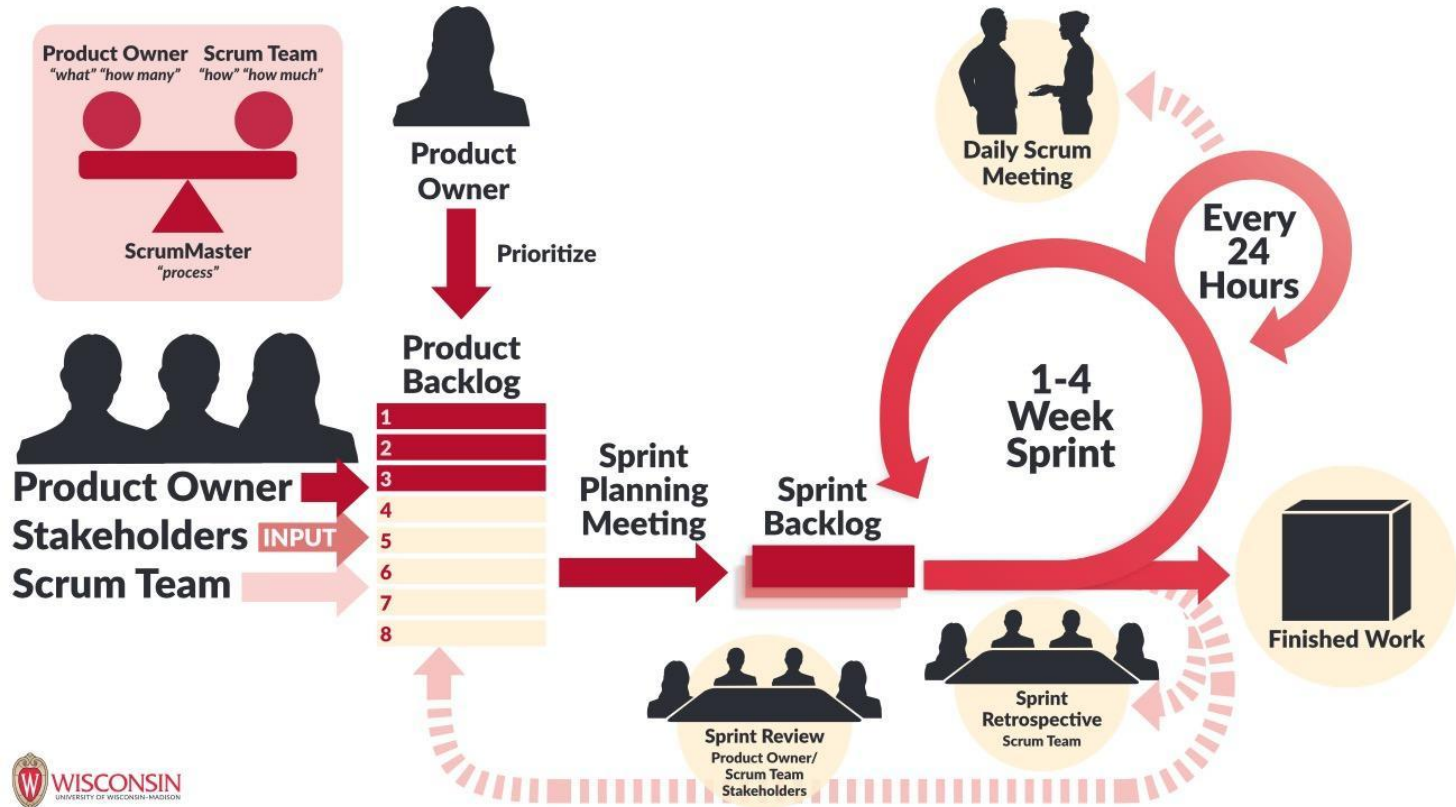 Product Owner Scrum Team
“what” “how many” “how” “how much”
ScrumMaster
“process”
Product
Owner
Prioritize
Product
Backlog
1
2
3
4
5
6
7
8
Product Owner
Stakeholders INPUT
Scrum Team
Sprint
Planning
Meeting
Sprint
Backlog
Daily Scrum
Meeting
Every
24
Hours
1-4
Week
Sprint
Finished Work
Sprint Review
Product Owner/
Scrum Team
Stakeholders
Sprint
Retrospective
Scrum Team
W WISCONSIN
UNIVERSITY OF WISCONSIN–MADISON